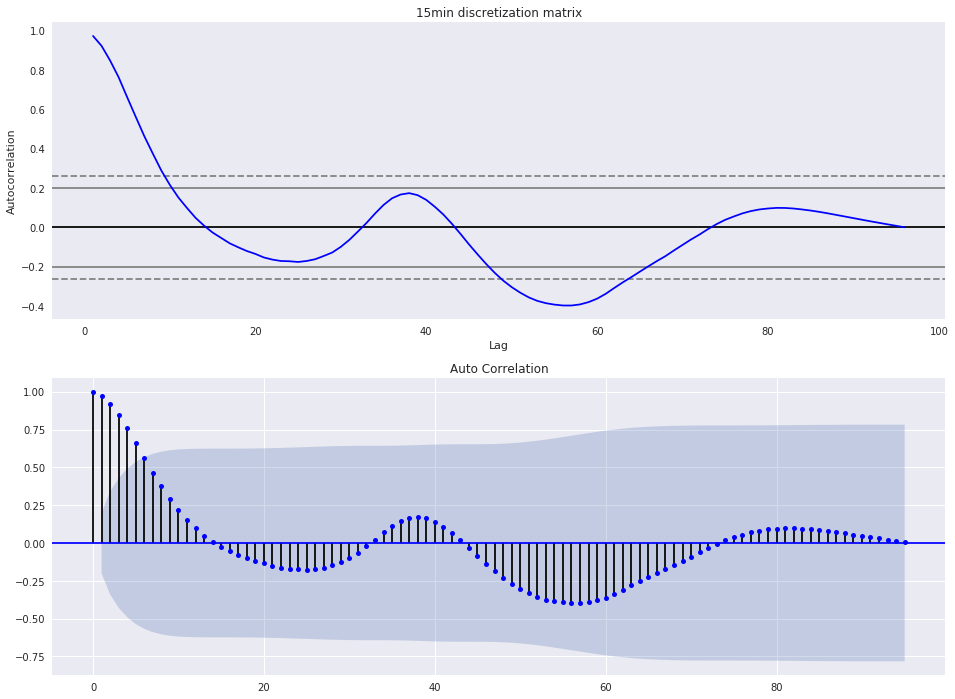 15min discretization matrix
1.0
0.8
0.6
0.4
0.2
0.0
−0.2
−0.4
Autocorrelation
0 20 40 60 80 100
Lag
Auto Correlation
1.00
0.75
0.50
0.25
0.00
−0.25
−0.50
−0.75
0 20 40 60 80